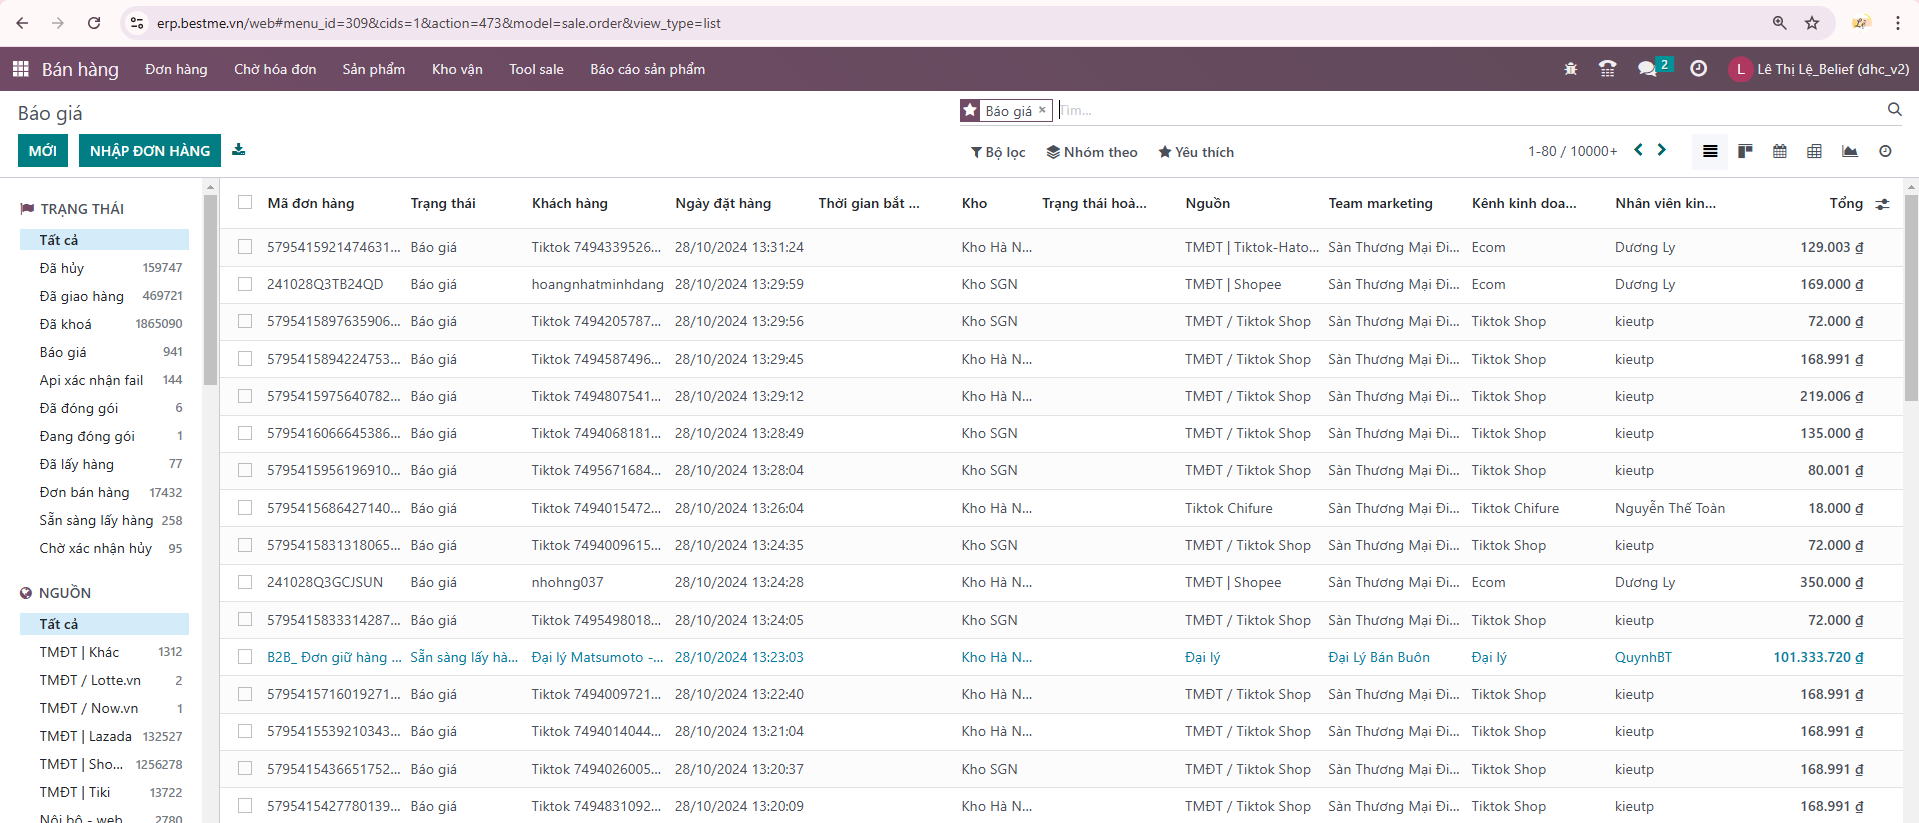 erp.bestme.vn/web#menu_id=309&cids=1&action=473&model=sale.order&view_type=list
Bán hàng Đơn hàng Chờ hóa đơn Sản phẩm Kho vận Tool sale Báo cáo sản phẩm 2 L Lê Thị Lệ_Belief (dhc_v2)
Báo giá
Báo giá × Tìm...
MỚI NHẬP ĐƠN HÀNG
Bộ lọc Nhóm theo Yêu thích 1-80 / 10000+
TRẠNG THÁI
Tất cả
Đã hủy 159747
Đã giao hàng 469721
Đã khoá 1865090
Báo giá 941
Api xác nhận fail 144
Đã đóng gói 6
Đang đóng gói 1
Đã lấy hàng 77
Đơn bán hàng 17432
Sẵn sàng lấy hàng 258
Chờ xác nhận hủy 95
NGUỒN
Tất cả
TMĐT | Khác 1312
TMĐT / Lotte.vn 2
TMĐT / Now.vn 1
TMĐT | Lazada 132527
TMĐT | Sho... 1256278
TMĐT | Tiki 13722
Nội bộ - web 2780
Mã đơn hàng Trạng thái Khách hàng Ngày đặt hàng Thời gian bắt ... Kho Trạng thái hoà... Nguồn Team marketing Kênh kinh doa... Nhân viên kin... Tổng
5795415921474631... Báo giá Tiktok 7494339526... 28/10/2024 13:31:24 Kho Hà N... TMĐT | Tiktok-Hato... Sàn Thương Mại Đi... Ecom Dương Ly 129.003 ₫
241028Q3TB24QD Báo giá hoangnhatminhdang 28/10/2024 13:29:59 Kho SGN TMĐT | Shopee Sàn Thương Mại Đi... Ecom Dương Ly 169.000 ₫
5795415897635906... Báo giá Tiktok 7494205787... 28/10/2024 13:29:56 Kho SGN TMĐT / Tiktok Shop Sàn Thương Mại Đi... Tiktok Shop kieutp 72.000 ₫
5795415894224753... Báo giá Tiktok 7494587496... 28/10/2024 13:29:45 Kho Hà N... TMĐT / Tiktok Shop Sàn Thương Mại Đi... Tiktok Shop kieutp 168.991 ₫
5795415975640782... Báo giá Tiktok 7494807541... 28/10/2024 13:29:12 Kho Hà N... TMĐT / Tiktok Shop Sàn Thương Mại Đi... Tiktok Shop kieutp 219.006 ₫
5795416066645386... Báo giá Tiktok 7494068181... 28/10/2024 13:28:49 Kho SGN TMĐT / Tiktok Shop Sàn Thương Mại Đi... Tiktok Shop kieutp 135.000 ₫
5795415956196910... Báo giá Tiktok 7495671684... 28/10/2024 13:28:04 Kho SGN TMĐT / Tiktok Shop Sàn Thương Mại Đi... Tiktok Shop kieutp 80.001 ₫
5795415686427140... Báo giá Tiktok 7494015472... 28/10/2024 13:26:04 Kho Hà N... Tiktok Chifure Sàn Thương Mại Đi... Tiktok Chifure Nguyễn Thế Toàn 18.000 ₫
5795415831318065... Báo giá Tiktok 7494009615... 28/10/2024 13:24:35 Kho SGN TMĐT / Tiktok Shop Sàn Thương Mại Đi... Tiktok Shop kieutp 72.000 ₫
241028Q3GCJSUN Báo giá nhohng037 28/10/2024 13:24:28 Kho Hà N... TMĐT | Shopee Sàn Thương Mại Đi... Ecom Dương Ly 350.000 ₫
5795415833314287... Báo giá Tiktok 7495498018... 28/10/2024 13:24:05 Kho SGN TMĐT / Tiktok Shop Sàn Thương Mại Đi... Tiktok Shop kieutp 72.000 ₫
B2B_ Đơn giữ hàng ... Sẵn sàng lấy hà... Đại lý Matsumoto -... 28/10/2024 13:23:03 Kho Hà N... Đại lý Đại Lý Bán Buôn Đại lý QuynhBT 101.333.720 ₫
5795415716019271... Báo giá Tiktok 7494009721... 28/10/2024 13:22:40 Kho Hà N... TMĐT / Tiktok Shop Sàn Thương Mại Đi... Tiktok Shop kieutp 168.991 ₫
5795415539210343... Báo giá Tiktok 7494014044... 28/10/2024 13:21:04 Kho Hà N... TMĐT / Tiktok Shop Sàn Thương Mại Đi... Tiktok Shop kieutp 168.991 ₫
5795415436651752... Báo giá Tiktok 7494026005... 28/10/2024 13:20:37 Kho SGN TMĐT / Tiktok Shop Sàn Thương Mại Đi... Tiktok Shop kieutp 168.991 ₫
5795415427780139... Báo giá Tiktok 7494831092... 28/10/2024 13:20:09 Kho Hà N... TMĐT / Tiktok Shop Sàn Thương Mại Đi... Tiktok Shop kieutp 168.991 ₫